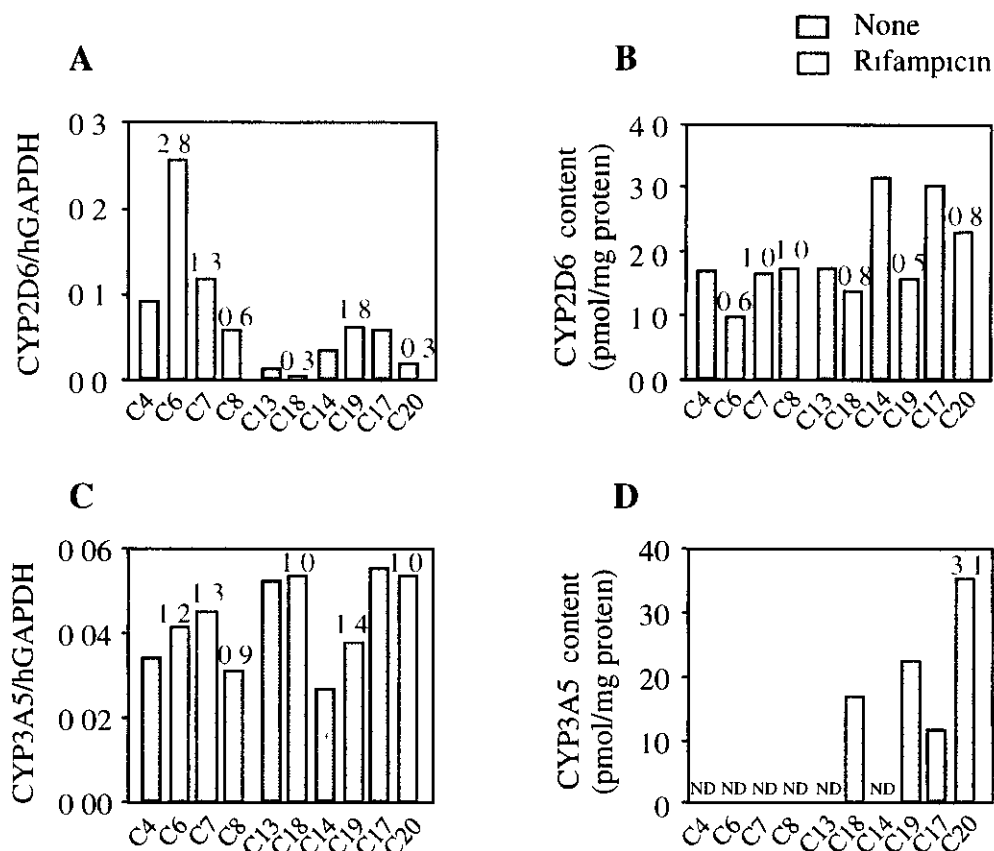 None
Rıfampıcın
A
CYP2D6/hGAPDH
0 3
0 2
0 1
0 0
2 8
1 3
0 6
0 3
1 8
0 3
C4 C6 C7 C8 C13 C18 C14 C19 C17 C20
B
CYP2D6 content
(pmol/mg proteın)
4 0
3 0
2 0
1 0
0 0
0 6
1 0
1 0
0 8
0 5
0 8
C4 C6 C7 C8 C13 C18 C14 C19 C17 C20
C
CYP3A5/hGAPDH
0 06
0 04
0 02
0 00
1 2
1 3
0 9
1 0
1 4
1 0
C4 C6 C7 C8 C13 C18 C14 C19 C17 C20
D
CYP3A5 content
(pmol/mg proteın)
40
30
20
10
0
ND ND ND ND ND ND
3 1
C4 C6 C7 C8 C13 C18 C14 C19 C17 C20